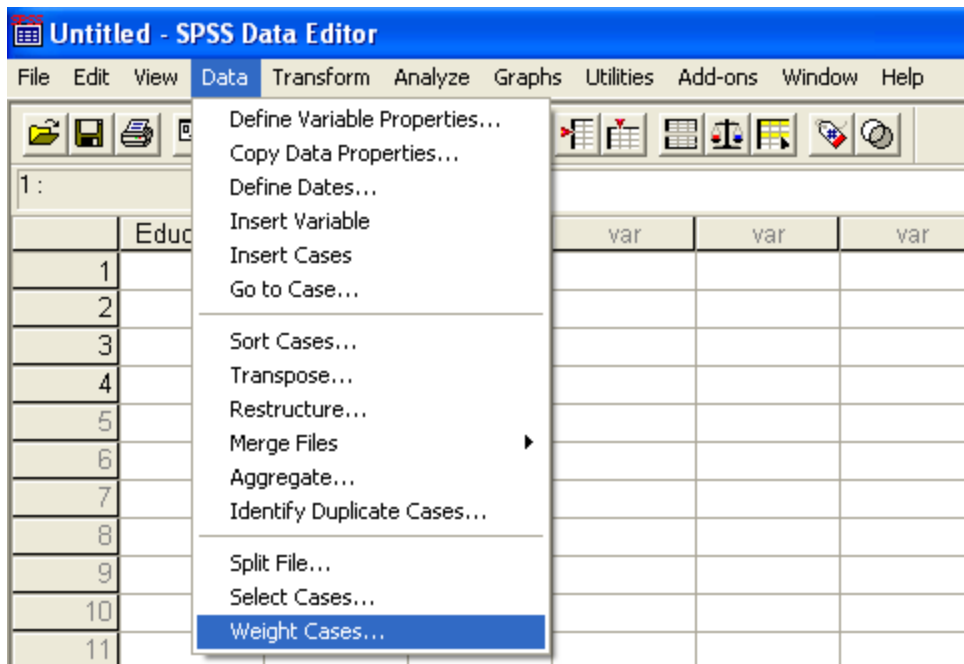 SPSS
Untitled - SPSS Data Editor
File Edit View Data Transform Analyze Graphs Utilities Add-ons Window Help
Define Variable Properties...
Copy Data Properties...
1 :
Define Dates...
Insert Variable
Educ var var var
Insert Cases
1
Go to Case...
2
3
Sort Cases...
4
Transpose...
Restructure...
5
Merge Files
6
Aggregate...
7
Identify Duplicate Cases...
8
Split File...
9
Select Cases...
10
Weight Cases...
11